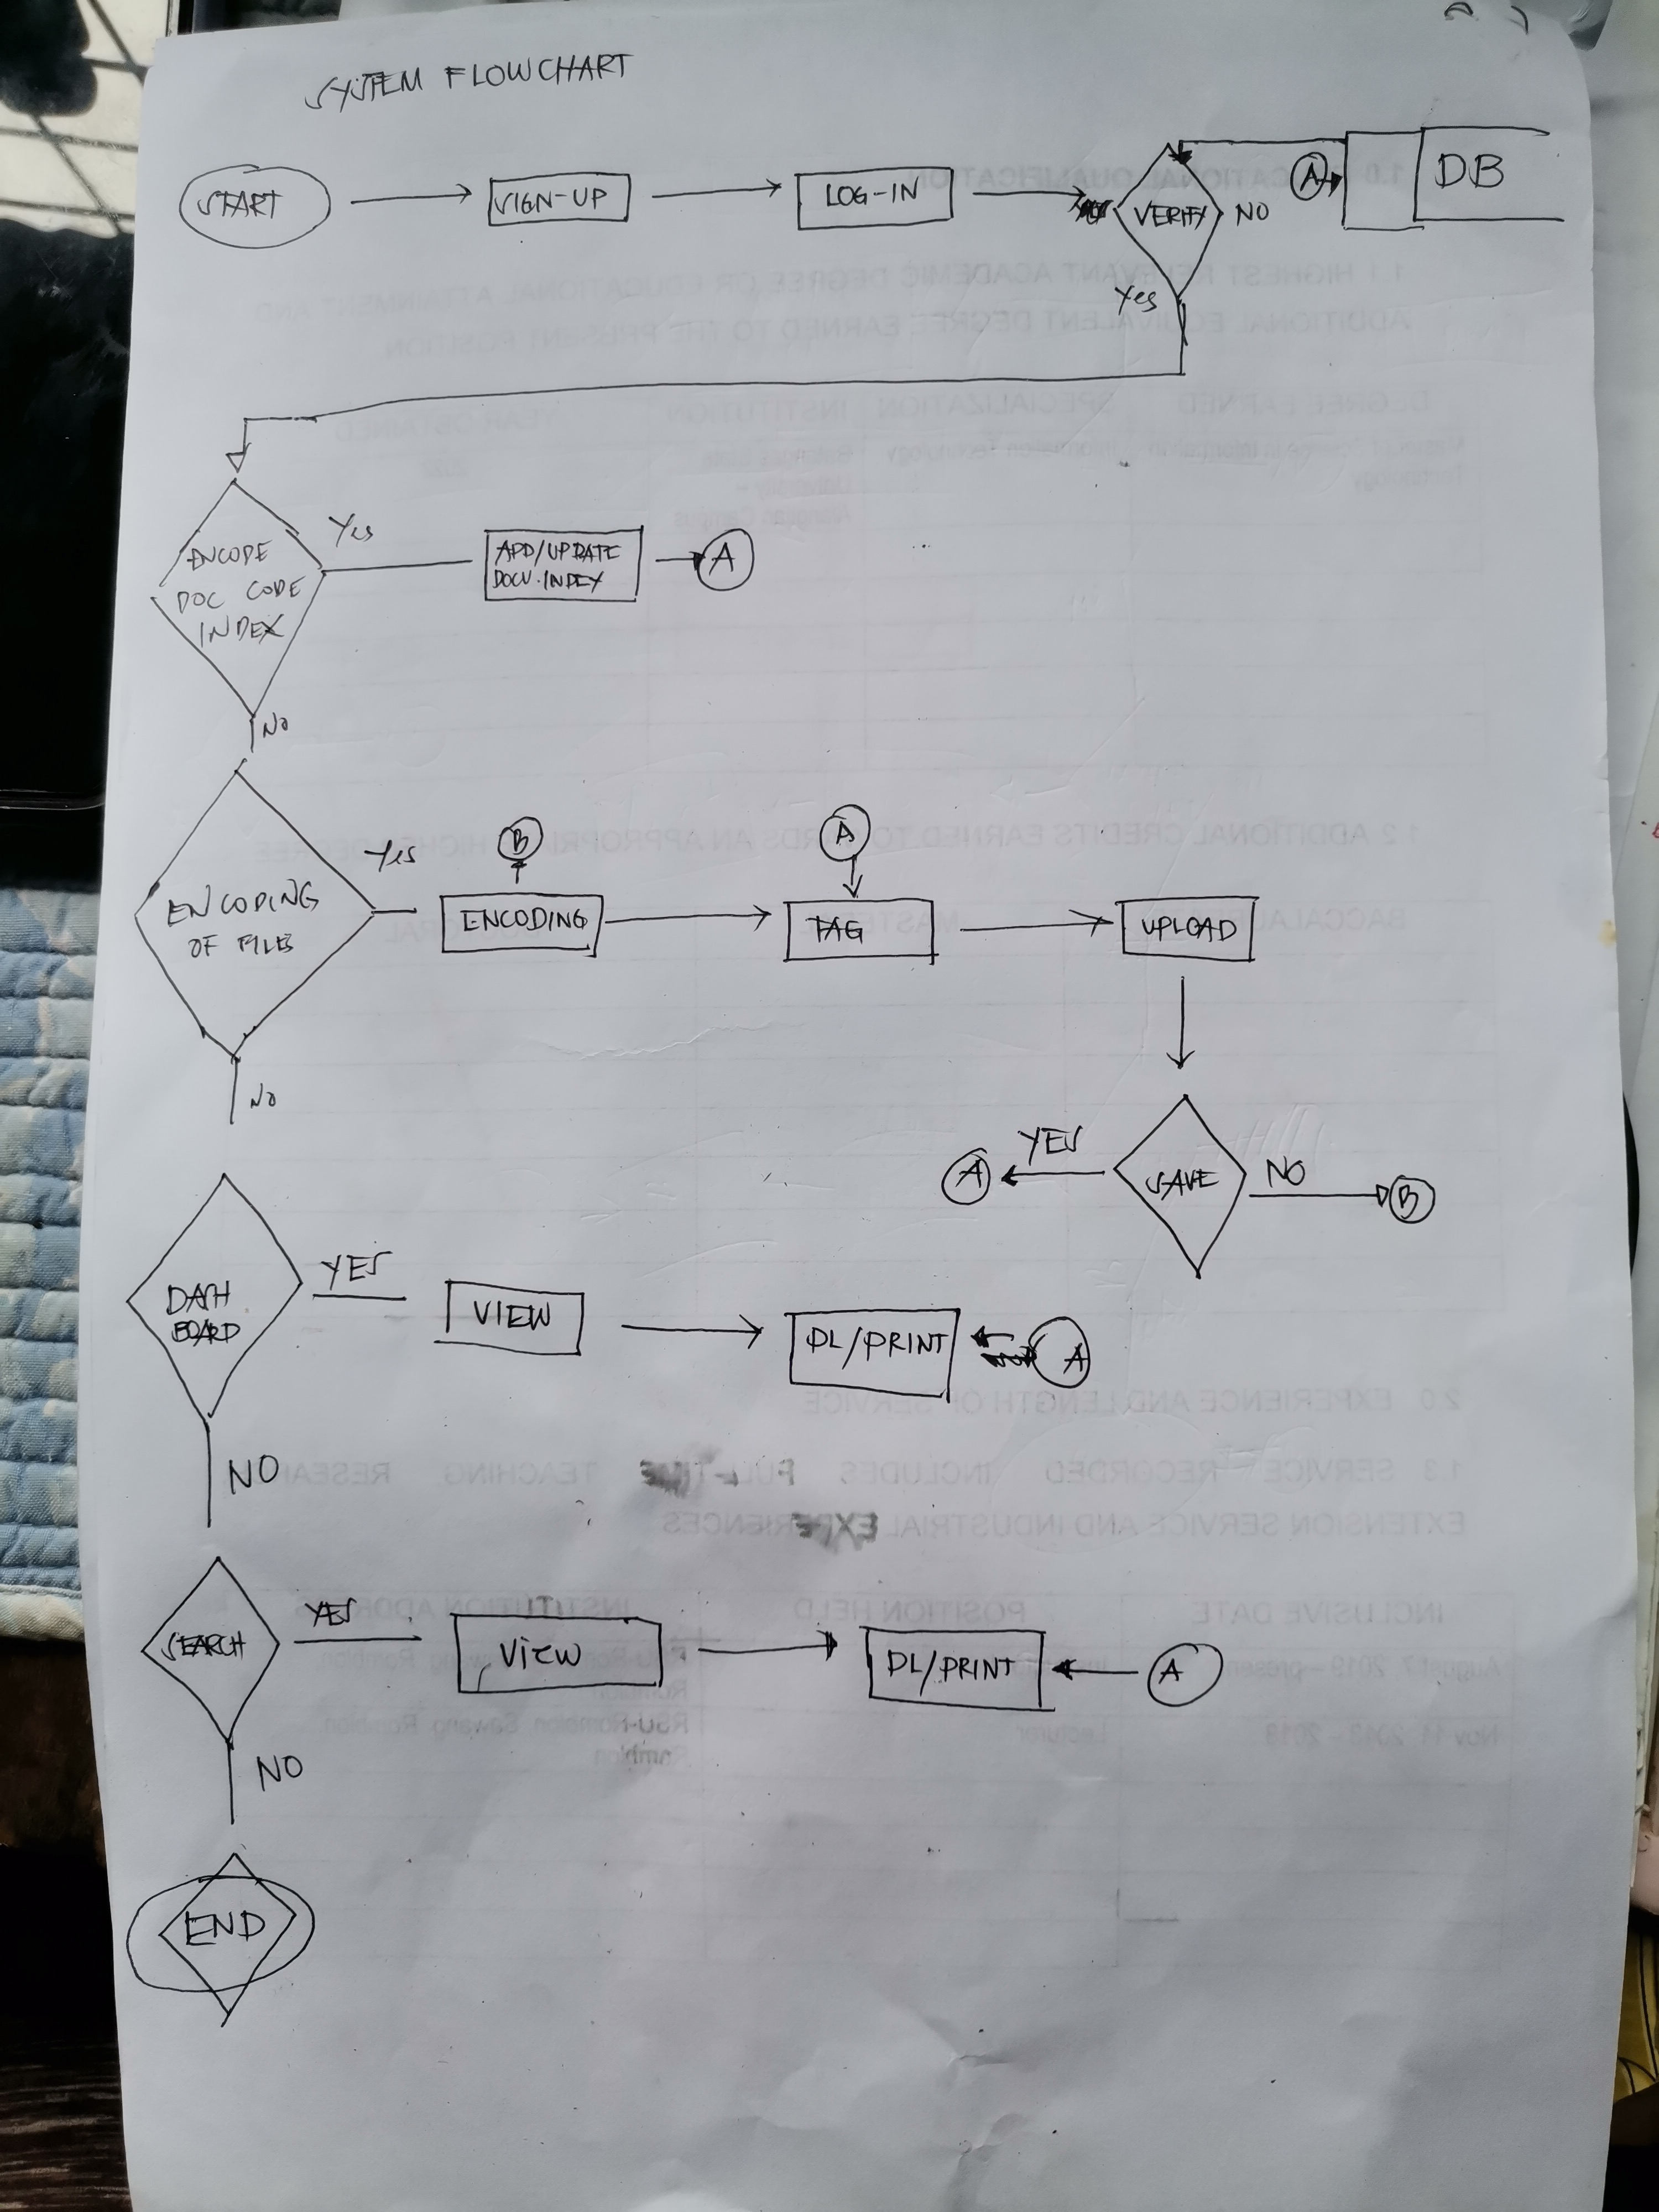 SYSTEM FLOWCHART
START
SIGN-UP
LOG-IN
VERIFY
NO
A
DB
Yes
ENCODE
DOC CODE
INDEX
Yes
ADD/UPDATE
DOCU.INDEX
A
No
ENCODING
OF FILES
Yes
B
ENCODING
A
TAG
UPLOAD
No
SAVE
YES
A
NO
B
DASH
BOARD
YES
VIEW
DL/PRINT
A
NO
SEARCH
YES
VIEW
DL/PRINT
A
NO
END